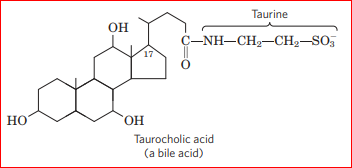 Taurine
OH
C—NH—CH₂—CH₂—SO₃⁻
17
O
HO
OH
Taurocholic acid
(a bile acid)